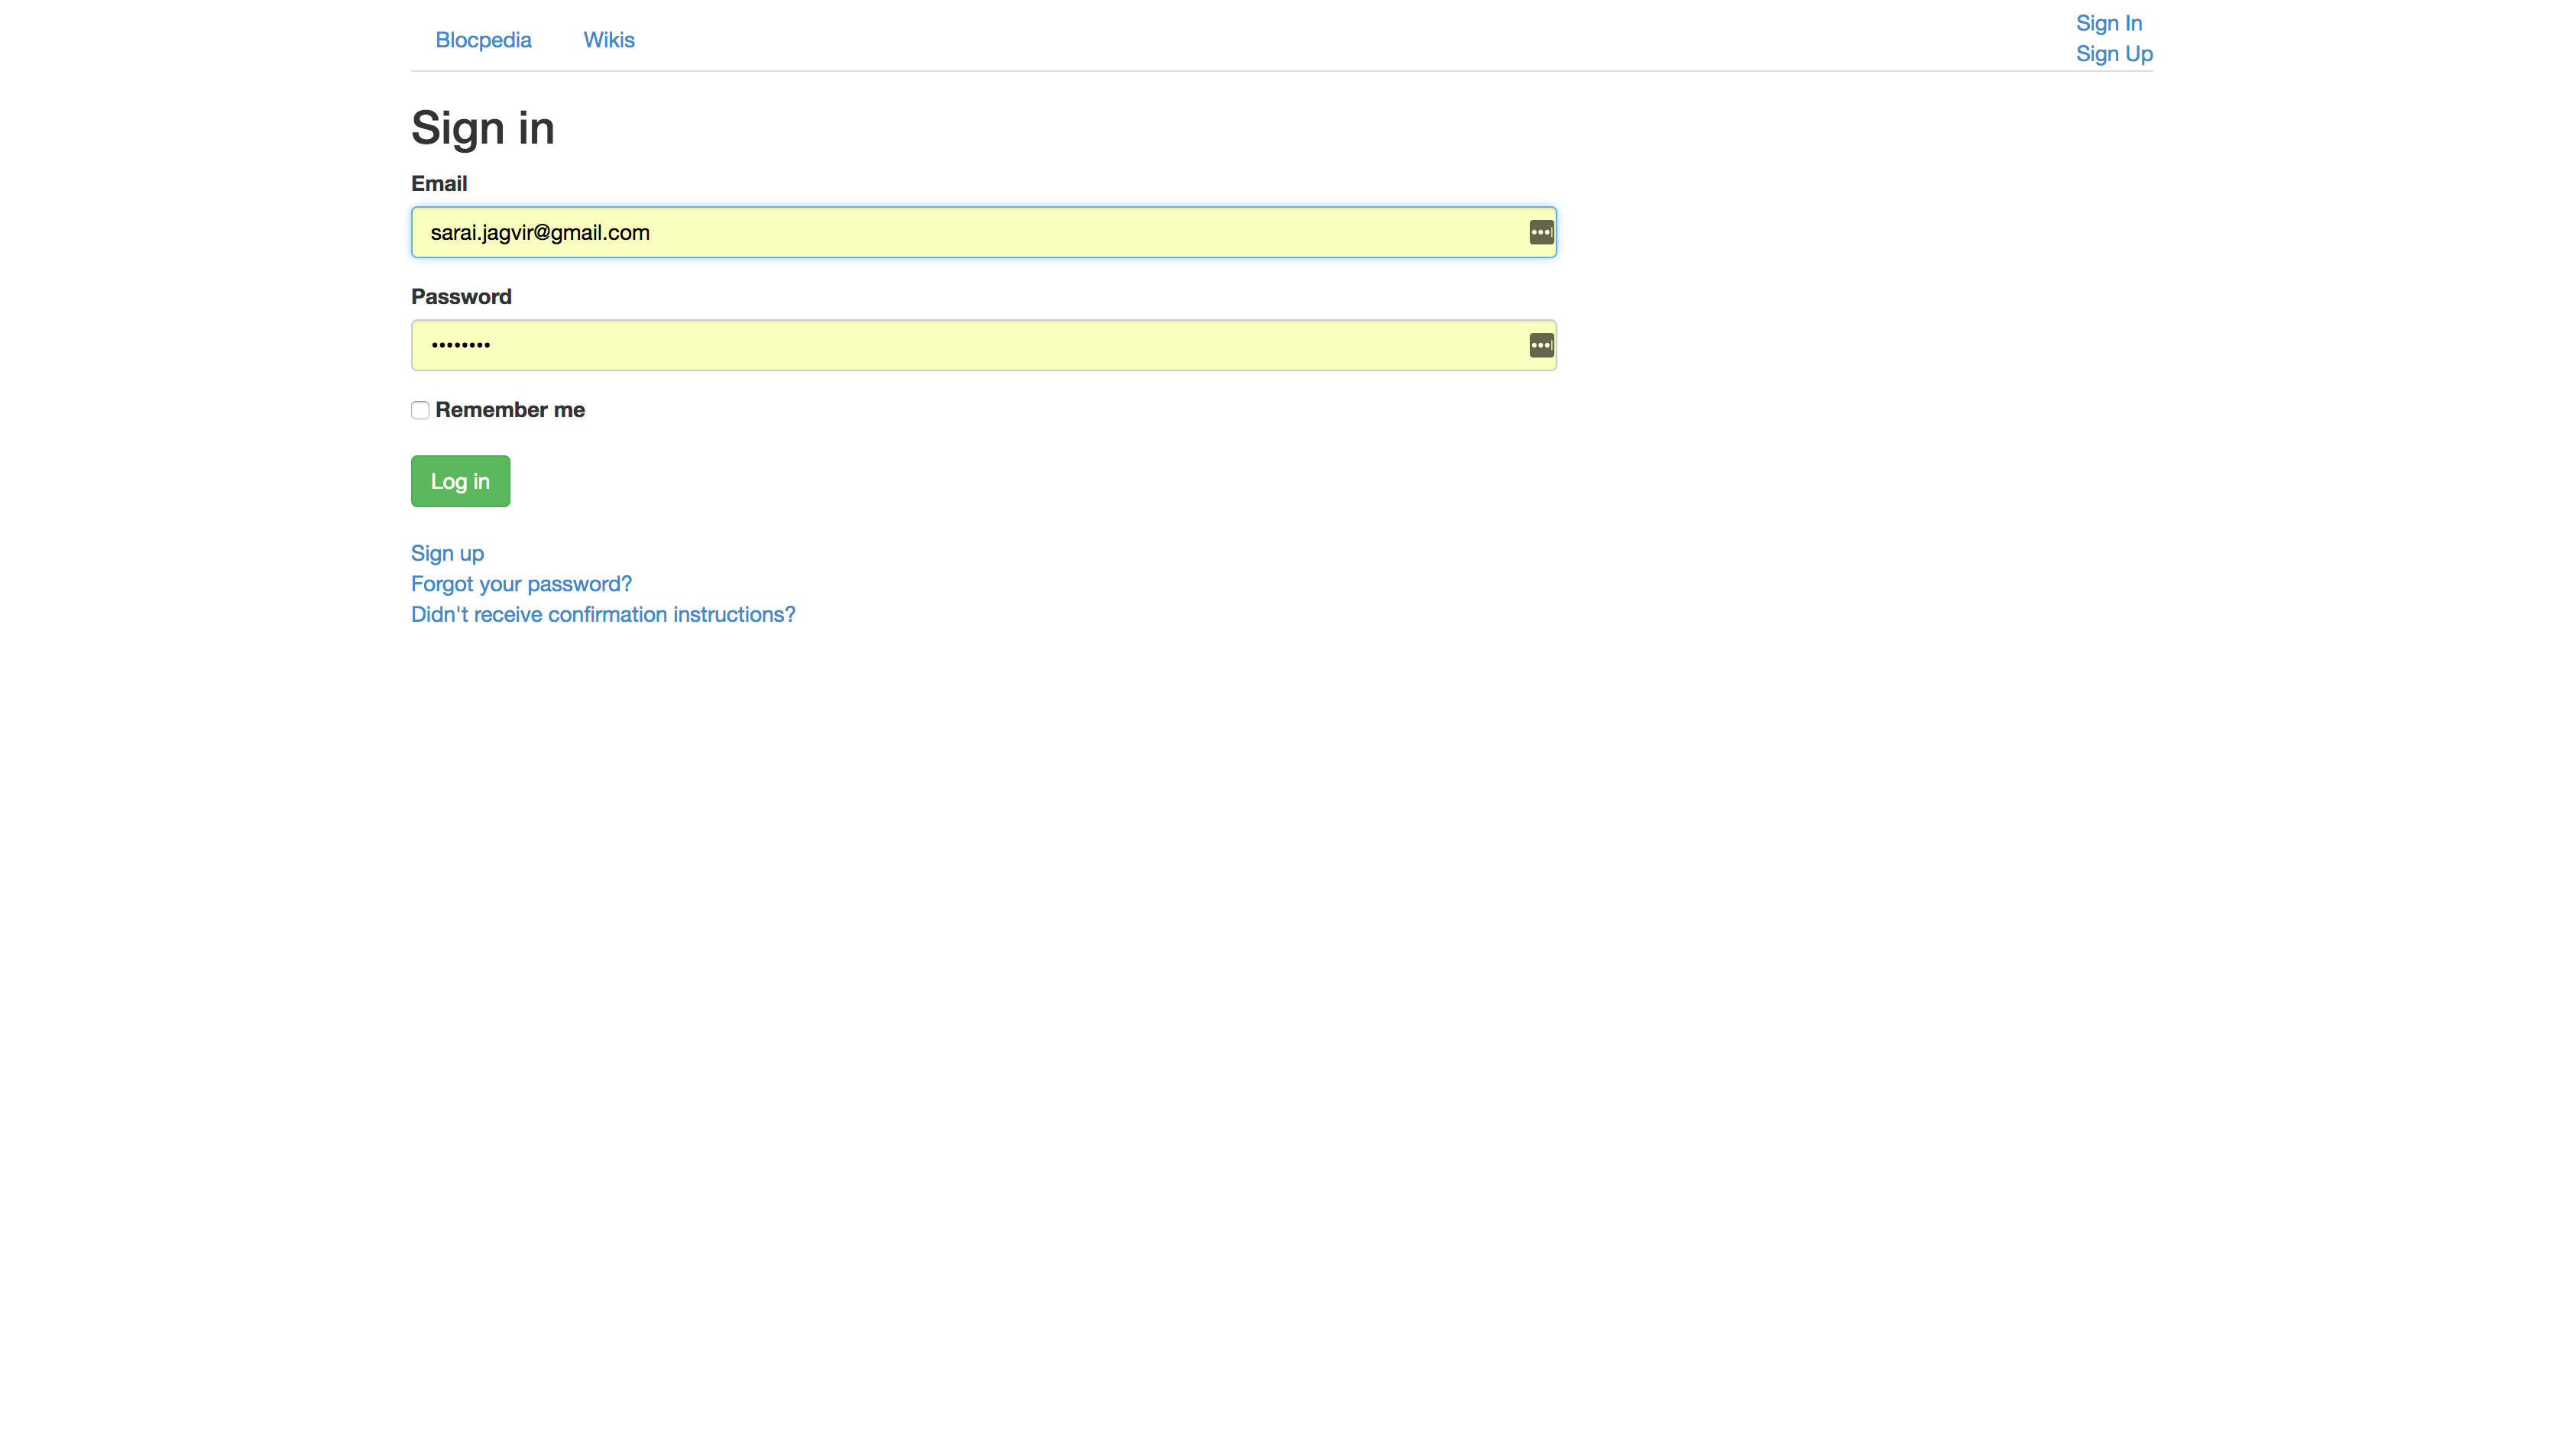 Blocpedia Wikis
Sign In
Sign Up
Sign in
Email
sarai.jagvir@gmail.com
Password
••••••••
Remember me
Log in
Sign up
Forgot your password?
Didn't receive confirmation instructions?